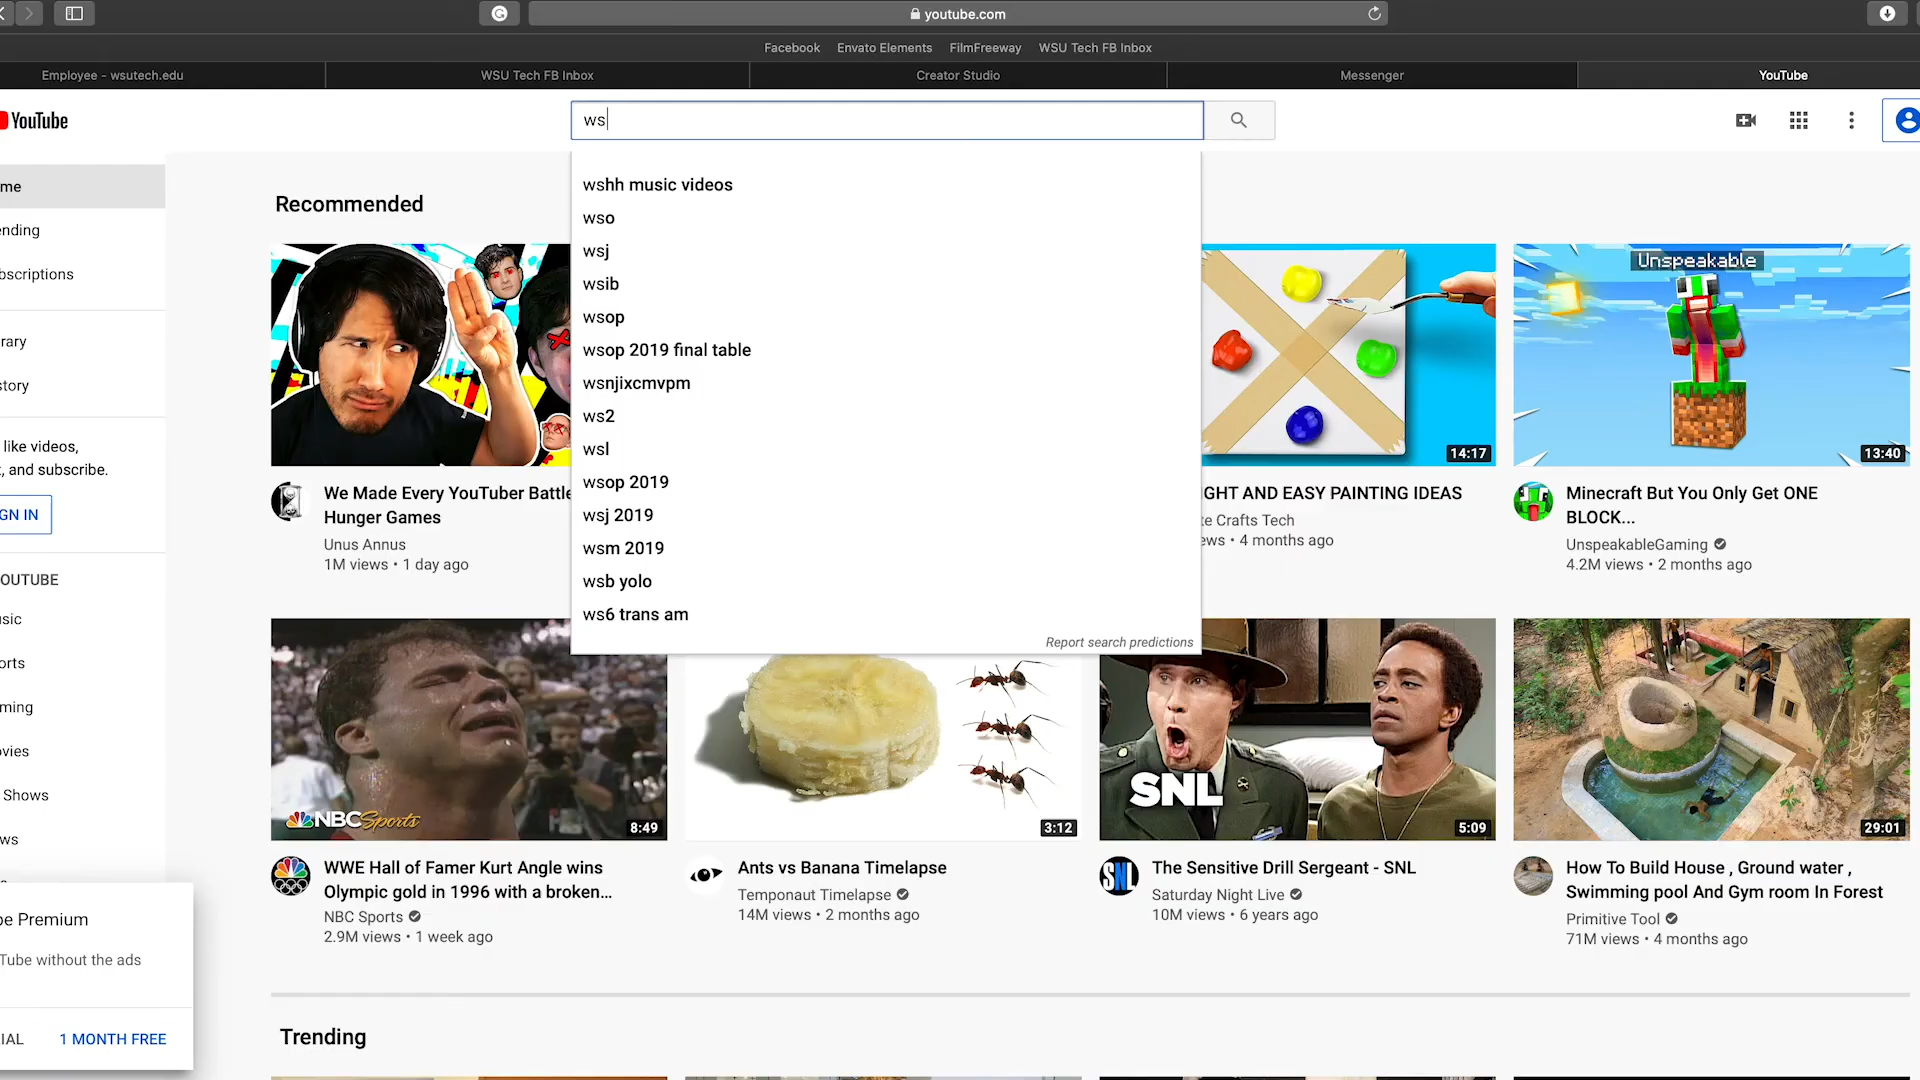 youtube.com
Facebook Envato Elements FilmFreeway WSU Tech FB Inbox
Employee - wsutech.edu WSU Tech FB Inbox Creator Studio Messenger YouTube
YouTube
ws
me
ending
bscriptions
rary
story
like videos,
, and subscribe.
GN IN
OUTUBE
sic
orts
ming
ovies
Shows
ws
be Premium
Tube without the ads
IAL 1 MONTH FREE
wshh music videos
wso
wsj
wsib
wsop
wsop 2019 final table
wsnjixcmvpm
ws2
wsl
wsop 2019
wsj 2019
wsm 2019
wsb yolo
ws6 trans am
Report search predictions
Recommended
We Made Every YouTuber Battle
Hunger Games
Unus Annus
1M views • 1 day ago
14:17
IGHT AND EASY PAINTING IDEAS
te Crafts Tech
ews • 4 months ago
Unspeakable
13:40
Minecraft But You Only Get ONE
BLOCK...
UnspeakableGaming
4.2M views • 2 months ago
NBC Sports
8:49
WWE Hall of Famer Kurt Angle wins
Olympic gold in 1996 with a broken...
NBC Sports
2.9M views • 1 week ago
3:12
Ants vs Banana Timelapse
Temponaut Timelapse
14M views • 2 months ago
SNL
5:09
SNL
The Sensitive Drill Sergeant - SNL
Saturday Night Live
10M views • 6 years ago
29:01
How To Build House , Ground water ,
Swimming pool And Gym room In Forest
Primitive Tool
71M views • 4 months ago
Trending